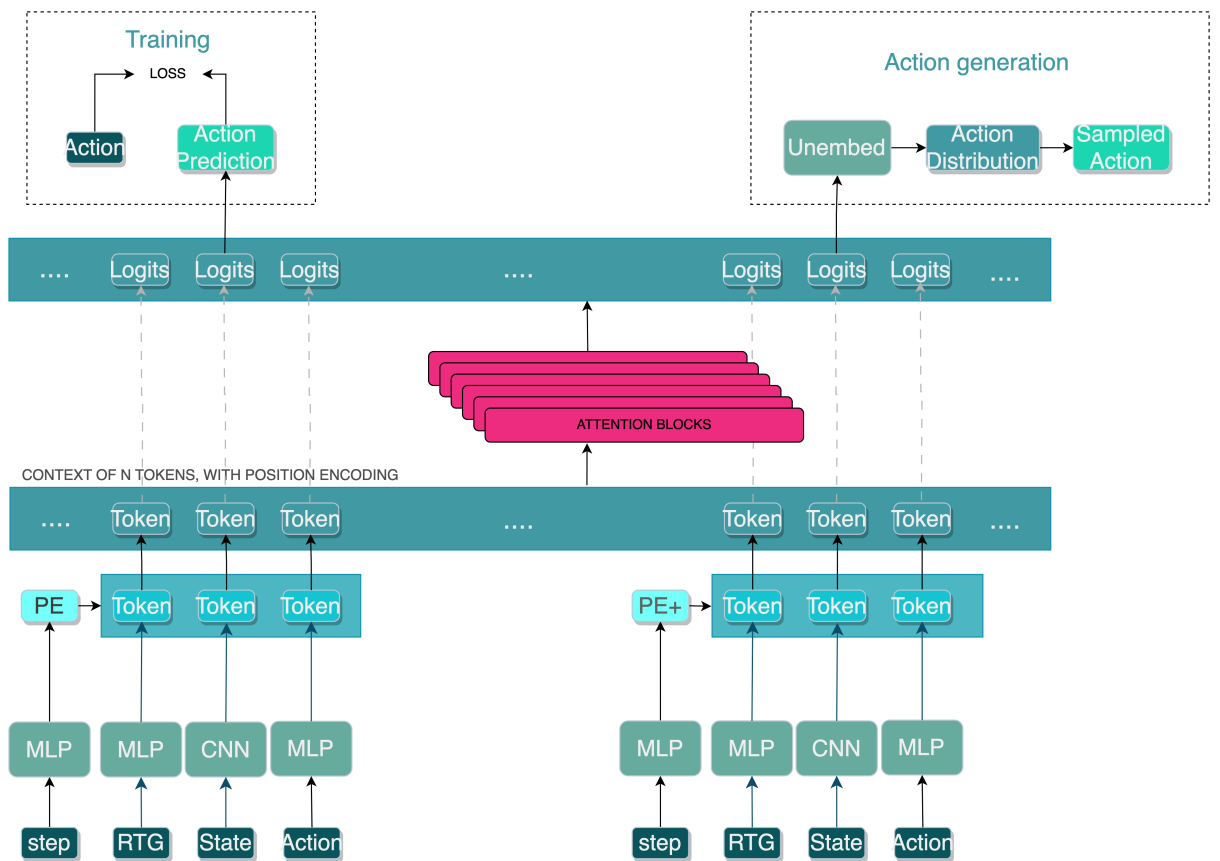 Training
LOSS
Action
Action
Prediction
Action generation
Unembed
Action
Distribution
Sampled
Action
.... Logits Logits Logits .... Logits Logits Logits ....
ATTENTION BLOCKS
CONTEXT OF N TOKENS, WITH POSITION ENCODING
.... Token Token Token .... Token Token Token ....
PE Token Token Token PE+ Token Token Token
MLP MLP CNN MLP MLP MLP CNN MLP
step RTG State Action step RTG State Action